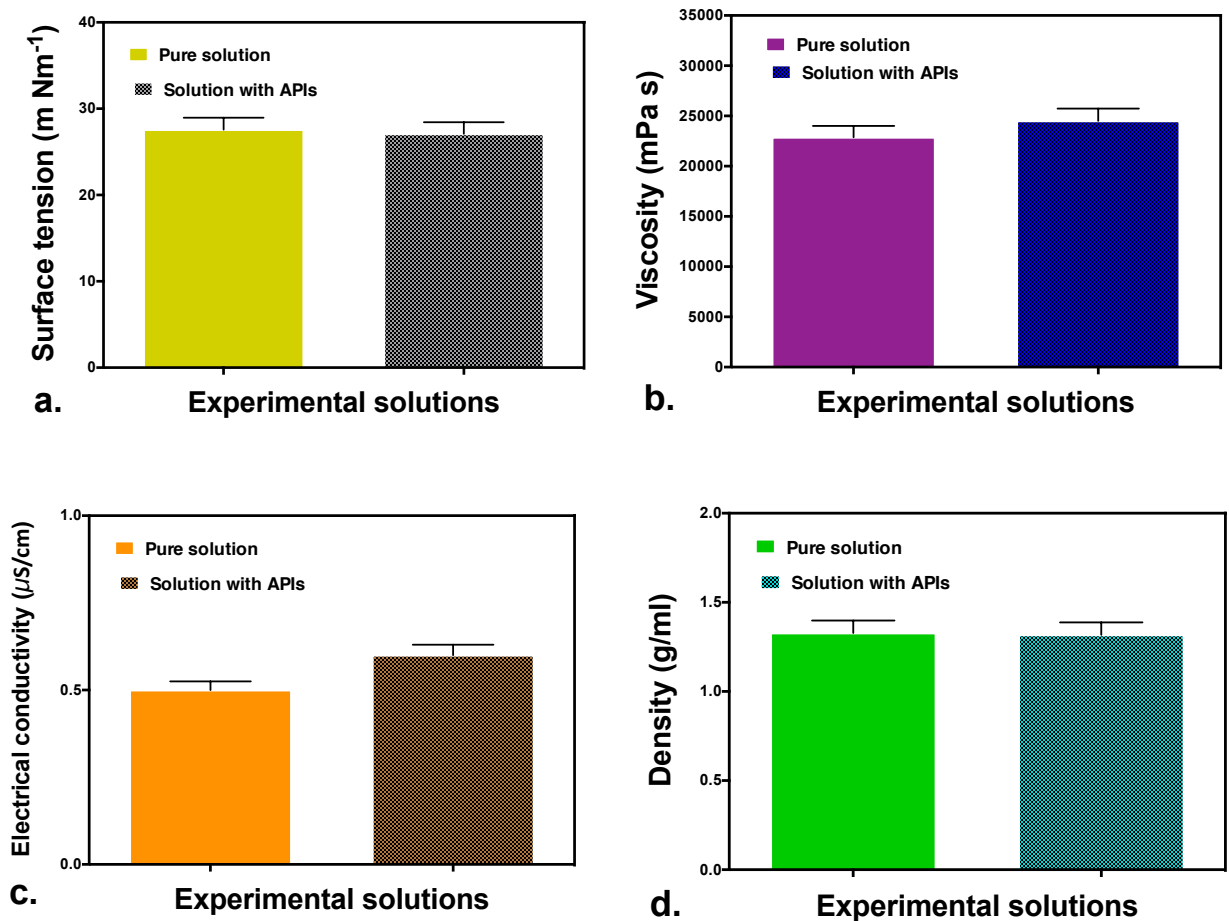 Surface tension (m Nm-1)
40
30
20
10
0
Pure solution
Solution with APIs
a.
Experimental solutions
Viscosity (mPa s)
35000
30000
25000
20000
15000
10000
5000
0
Pure solution
Solution with APIs
b.
Experimental solutions
Electrical conductivity (μs/cm)
1.0
0.5
0.0
Pure solution
Solution with APIs
c.
Experimental solutions
Density (g/ml)
2.0
1.5
1.0
0.5
0.0
Pure solution
Solution with APIs
d.
Experimental solutions